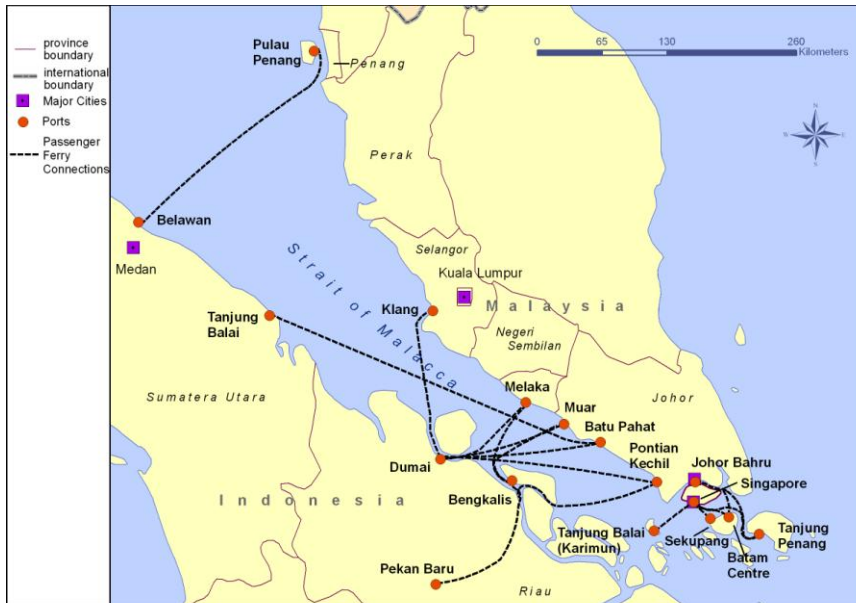 province
boundary
international
boundary
Major Cities
Ports
Passenger
Ferry
Connections
0 65 130 260
Kilometers
N
Pulau
Penang
Penang
Perak
Belawan
Medan
Strait of Malacca
Selangor
Kuala Lumpur
Klang
Malaysia
Tanjung
Balai
Negeri
Sembilan
Sumatera Utara
Melaka
Johor
Muar
Batu Pahat
Pontian
Kechil
Johor Bahru
Singapore
Dumai
Bengkalis
Indonesia
Tanjung Balai
(Karimun)
Sekupang
Batam
Centre
Tanjung
Penang
Pekan Baru
Riau